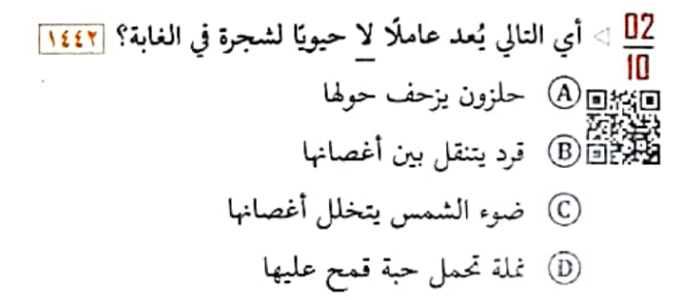 02
10
◁ أي التالي يُعد عاملًا لا حيويًا لشجرة في الغابة؟ ١٤٤٢
A حلزون يزحف حولها
B قرد يتنقل بين أغصانها
C ضوء الشمس يتخلل أغصانها
D نملة تحمل حبة قمح عليها